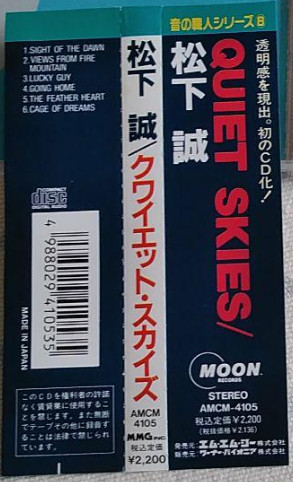 1.SIGHT OF THE DAWN
2.VIEWS FROM FIRE
MOUNTAIN
3.LUCKY GUY
4.GOING HOME
5.THE FEATHER HEART
6.CAGE OF DREAMS
COMPACT
disc
DIGITAL AUDIO
4 988029 410535
MADE IN JAPAN
このCDを権利者の許諾
なく賃貸業に使用するこ
とを禁じます。また無断
でテープその他に録音す
ることは法律で禁じられ
ています。
松下 誠/クワイエット・スカイズ
AMCM
4105
MMG INC.
税込定価
¥2,200
音の職人シリーズ⑧
透明感を現出。初のCD化!
QUIET SKIES/
松下 誠
MOON
RECORDS
STEREO
AMCM-4105
税込定価¥2,200
(税抜価格¥2,136)
発売元:エム・エム・ジー株式会社
販売元:ワーナー・パイオニア株式会社